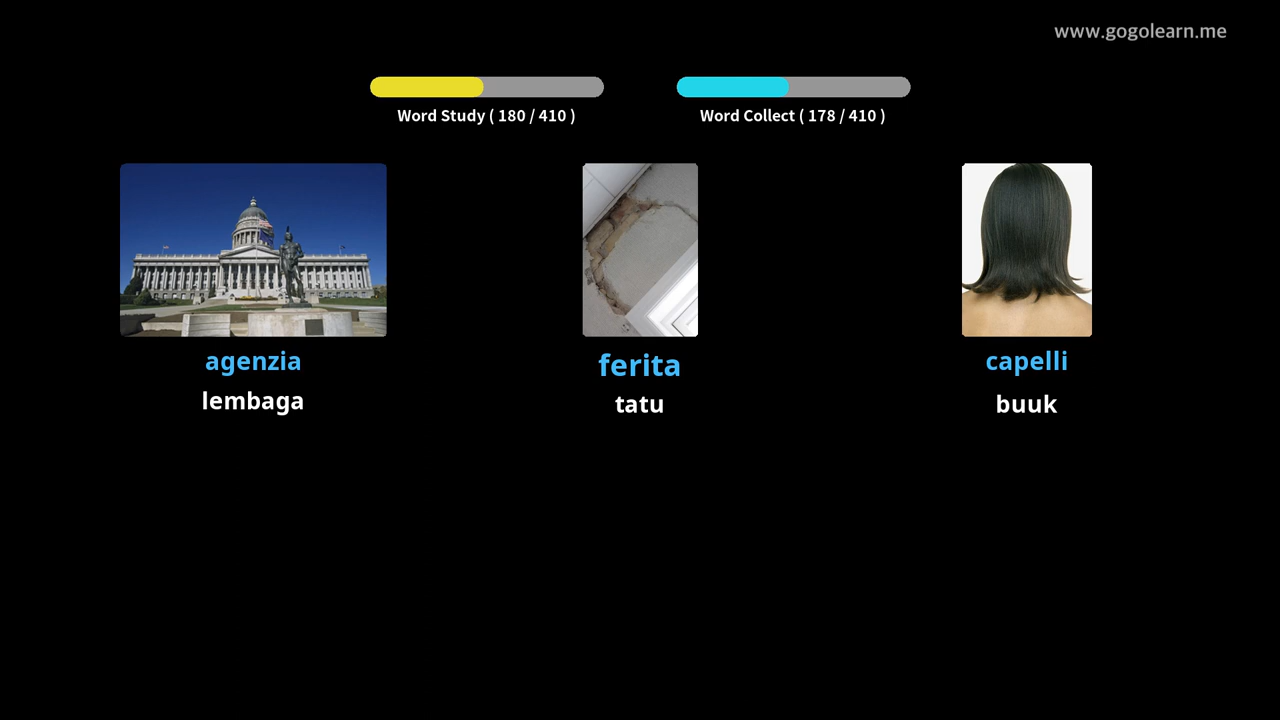 www.gogolearn.me
Word Study ( 180 / 410 )
Word Collect ( 178 / 410 )
agenzia
lembaga
ferita
tatu
capelli
buuk